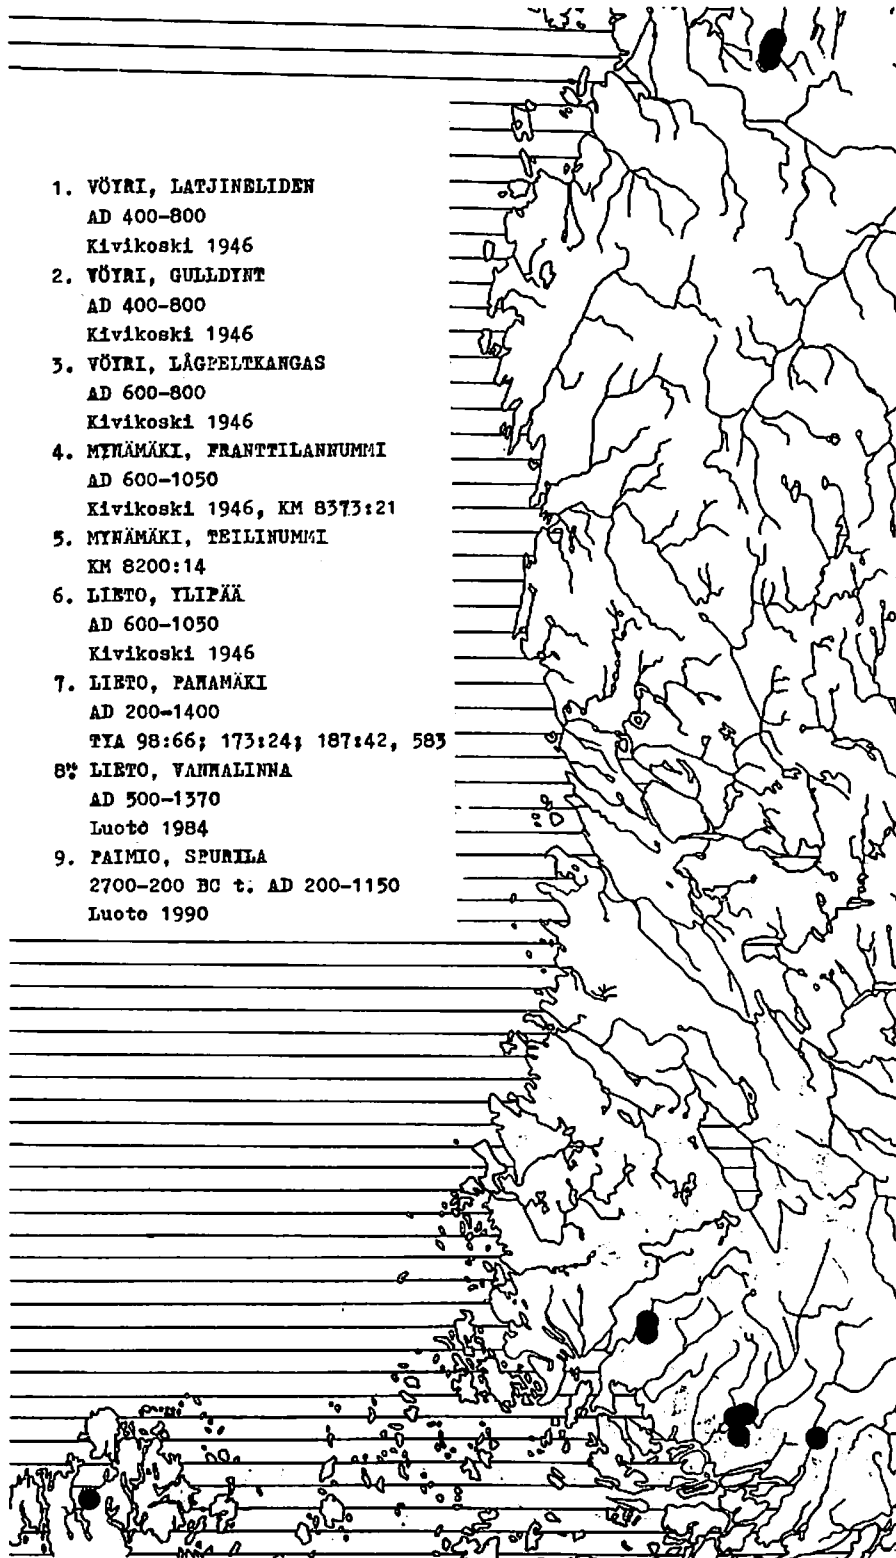 1. VÖYRI, LATJINELIDEN
AD 400-800
Kivikoski 1946
2. VÖYRI, GULLDYNT
AD 400-800
Kivikoski 1946
3. VÖYRI, LÅGPELTKANGAS
AD 600-800
Kivikoski 1946
4. MYNÄMÄKI, FRANTTILANNUMMI
AD 600-1050
Kivikoski 1946, KM 8373:21
5. MYNÄMÄKI, TEILINUMMI
KM 8200:14
6. LIETO, YLIPÄÄ
AD 600-1050
Kivikoski 1946
7. LIETO, PAHAMÄKI
AD 200-1400
TYA 98:66; 173:24; 187:42, 583
8. LIETO, VANHALINNA
AD 500-1370
Luoto 1984
9. PAIMIO, SPURILA
2700-200 BC t. AD 200-1150
Luoto 1990